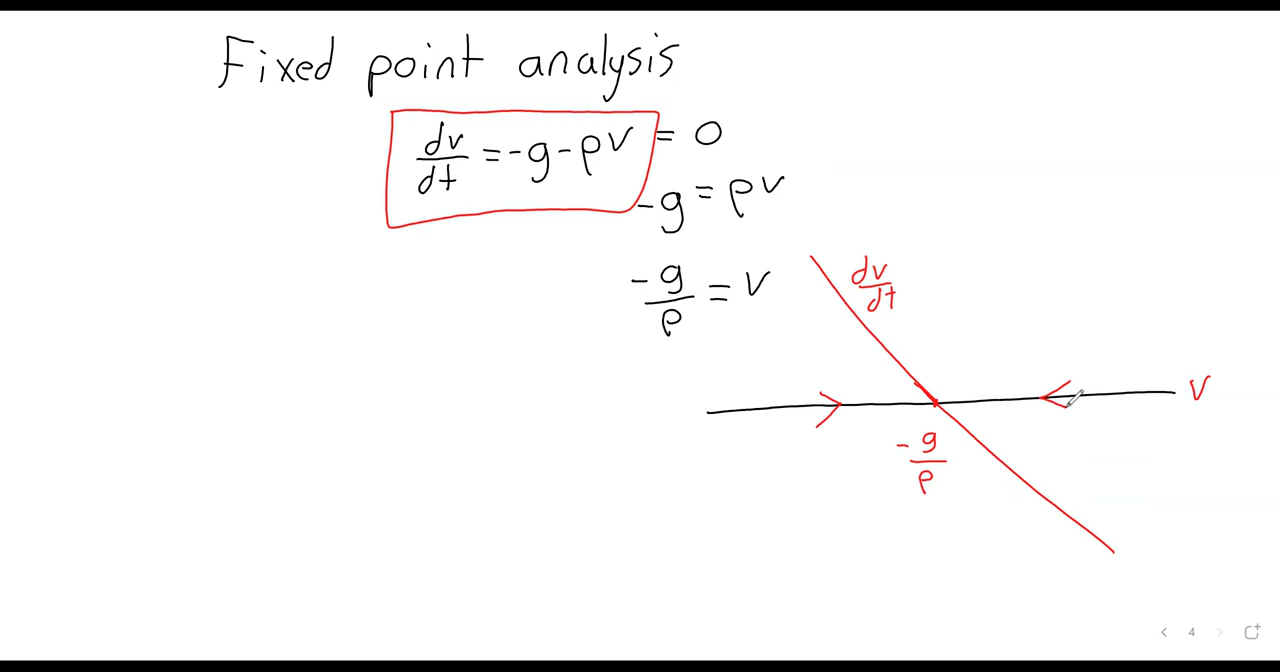 Fixed point analysis
dv/dt = -g - ρv = 0
-g = ρv
-g/ρ = v
dv/dt
v
-g/ρ
4